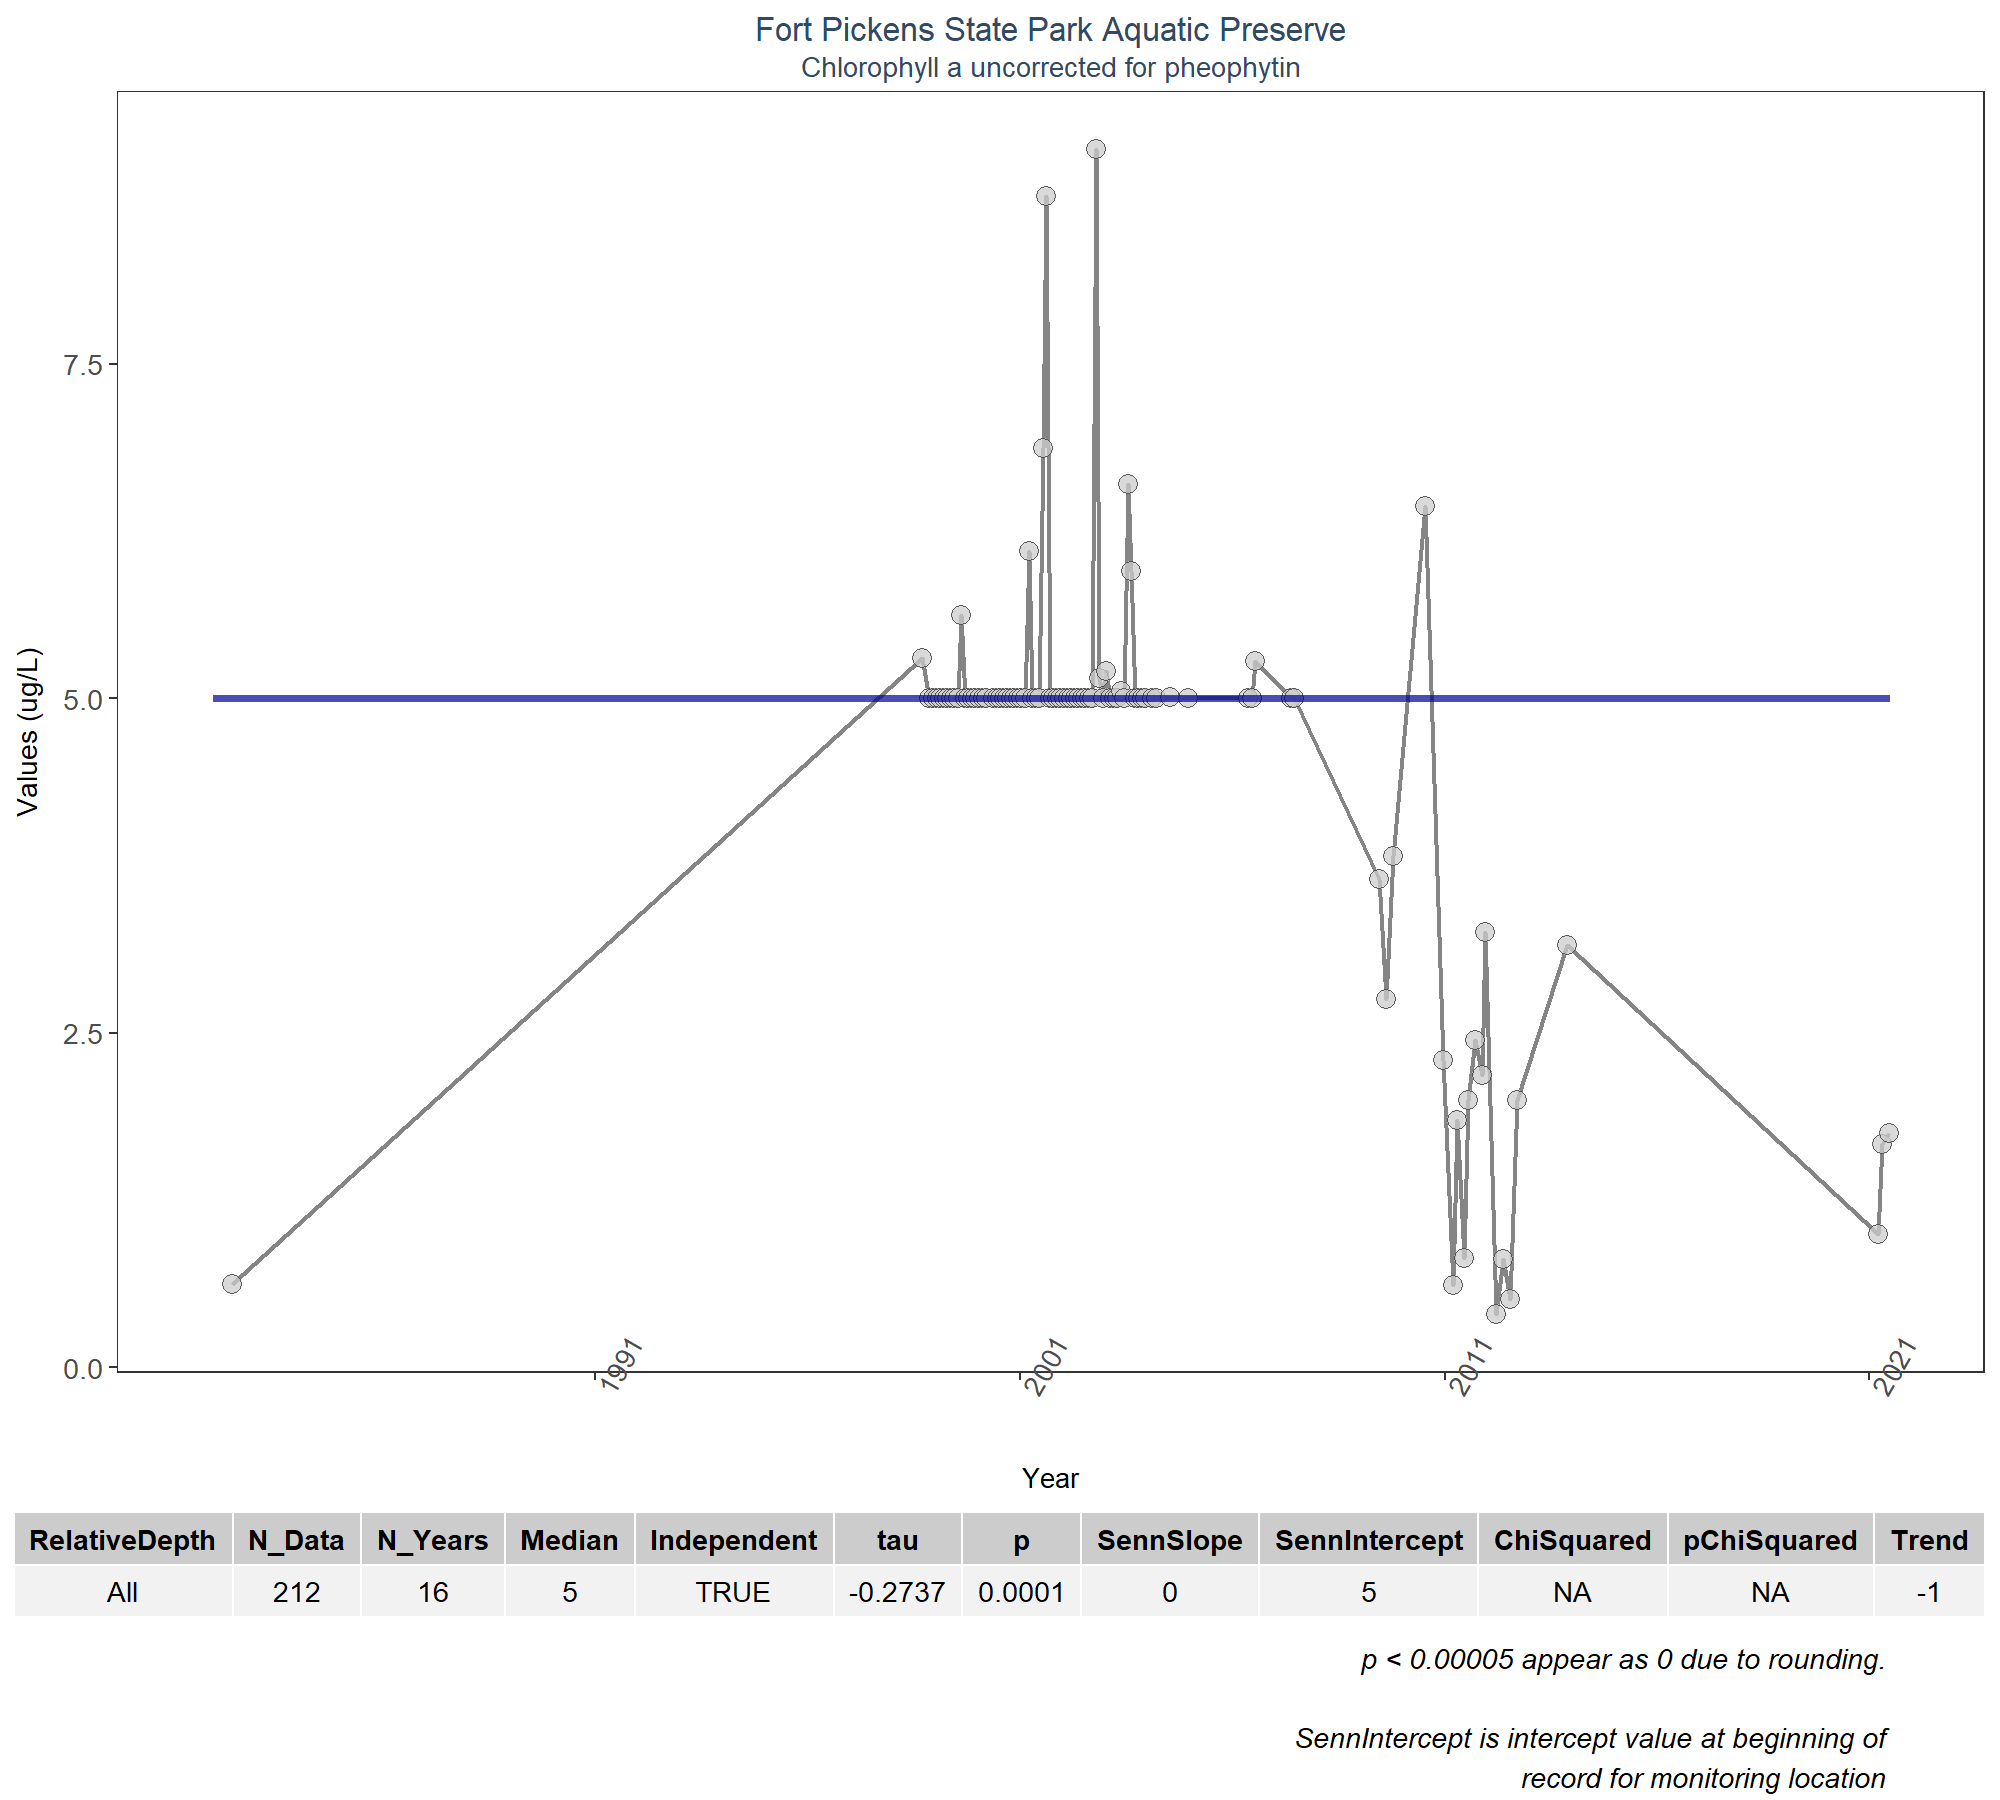 Fort Pickens State Park Aquatic Preserve
Chlorophyll a uncorrected for pheophytin
Values (ug/L)
7.5
5.0
2.5
0.0
1991
2001
2011
2021
Year
RelativeDepth N_Data N_Years Median Independent tau p SennSlope SennIntercept ChiSquared pChiSquared Trend
All 212 16 5 TRUE -0.2737 0.0001 0 5 NA NA -1
p < 0.00005 appear as 0 due to rounding.
SennIntercept is intercept value at beginning of
record for monitoring location